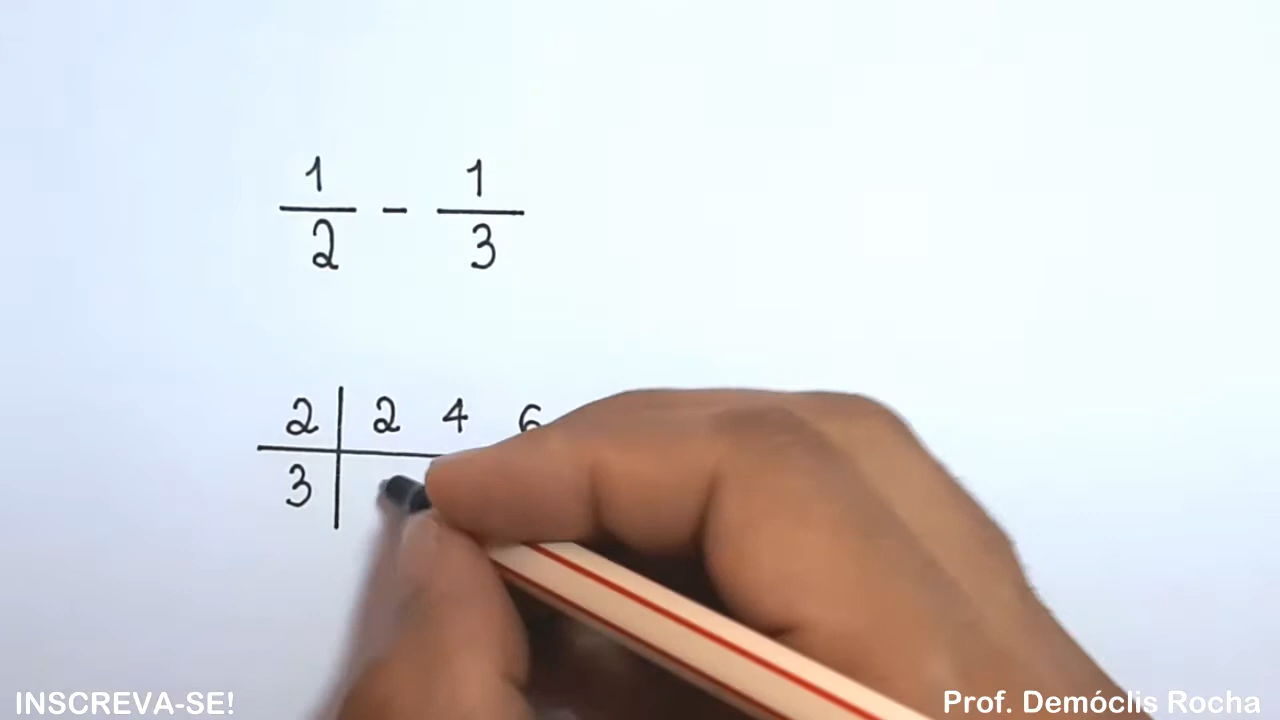 1/2 - 1/3
2 | 2 4 6
3 |
INSCREVA-SE!
Prof. Demóclis Rocha